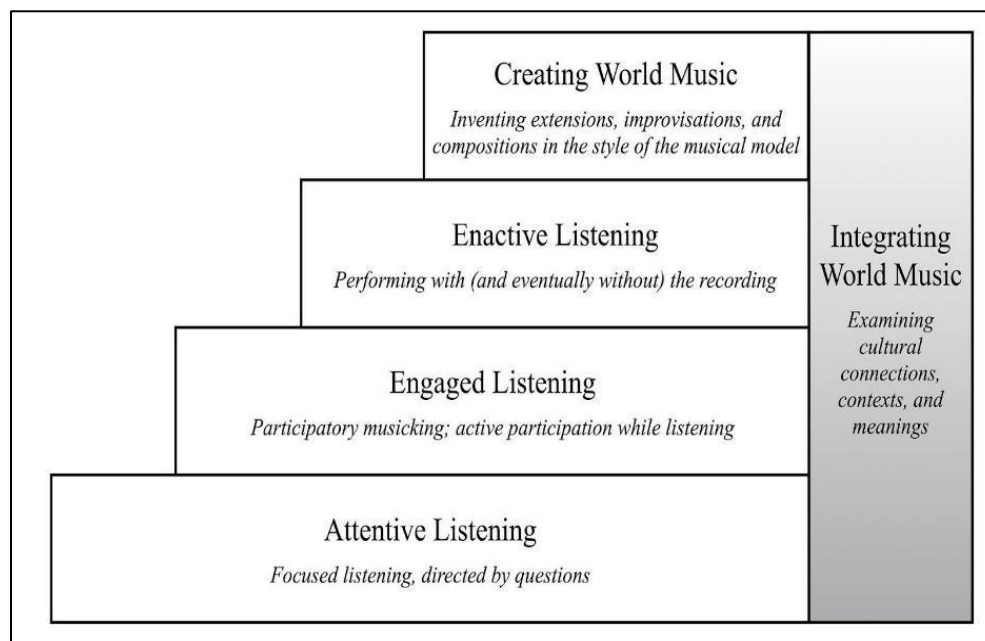 Creating World Music
Inventing extensions, improvisations, and
compositions in the style of the musical model
Enactive Listening
Performing with (and eventually without) the recording
Engaged Listening
Participatory musicking; active participation while listening
Attentive Listening
Focused listening, directed by questions
Integrating
World Music
Examining
cultural
connections,
contexts, and
meanings